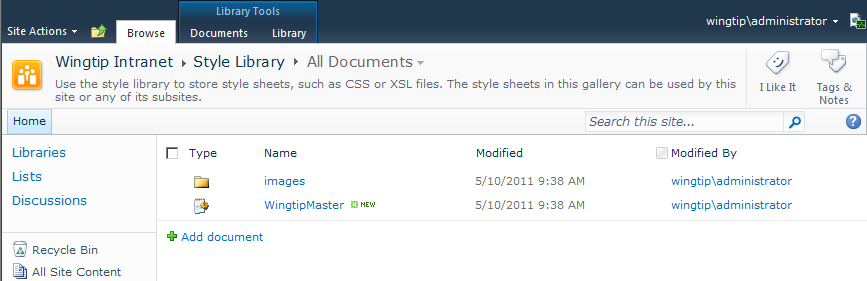 Library Tools
Site Actions Browse Documents Library wingtip\administrator
Wingtip Intranet Style Library All Documents
Use the style library to store style sheets, such as CSS or XSL files. The style sheets in this gallery can be used by this
site or any of its subsites.
I Like It Tags &
Notes
Home Search this site...
Libraries
Lists
Discussions
Recycle Bin
All Site Content
Type Name Modified Modified By
images 5/10/2011 9:38 AM wingtip\administrator
WingtipMaster NEW 5/10/2011 9:38 AM wingtip\administrator
Add document